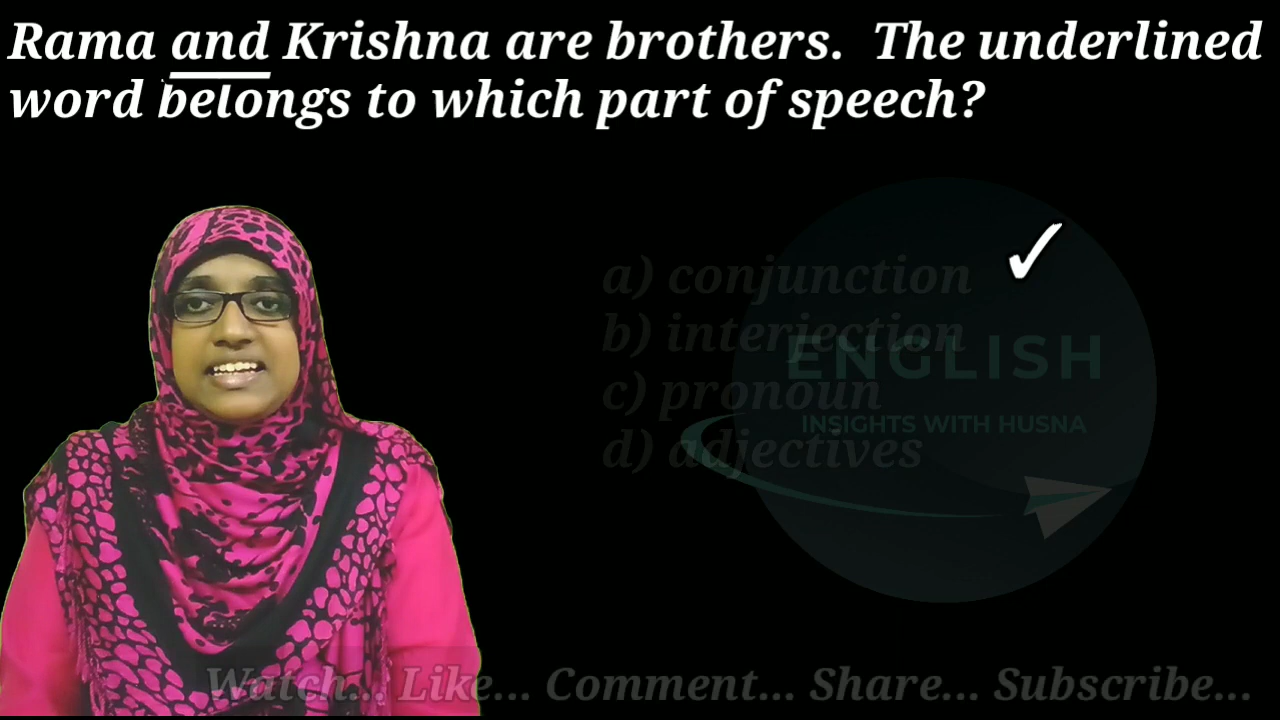 Rama and Krishna are brothers. The underlined
word belongs to which part of speech?
a) conjunction
b) interjection
c) pronoun
d) adjectives
ENGLISH
INSIGHTS WITH HUSNA
Watch... Like... Comment... Share... Subscribe...